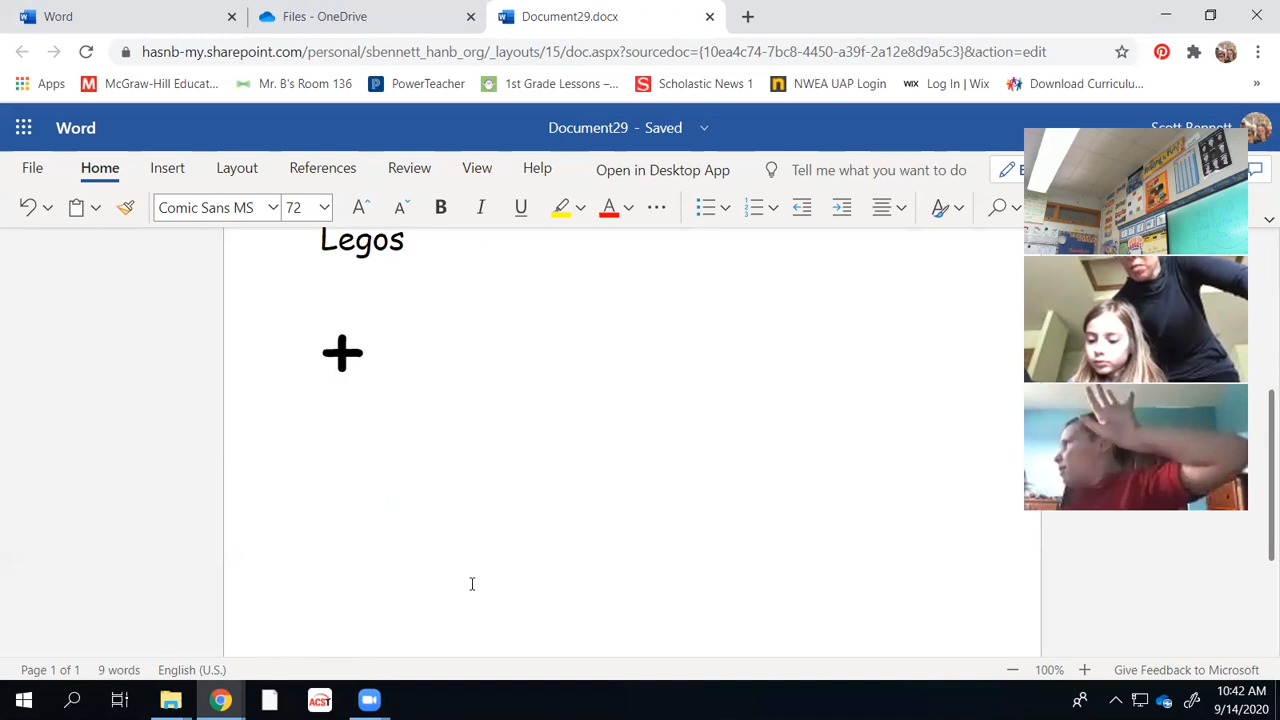 Word
Files - OneDrive
Document29.docx
hasnb-my.sharepoint.com/personal/sbennett_hanb_org/_layouts/15/doc.aspx?sourcedoc={10ea4c74-7bc8-4450-a39f-2a12e8d9a5c3}&action=edit
Apps McGraw-Hill Educat... Mr. B's Room 136 PowerTeacher 1st Grade Lessons –... Scholastic News 1 NWEA UAP Login WIX Log In | Wix Download Curriculu... »
Word Document29 - Saved Scott Bennett
File Home Insert Layout References Review View Help Open in Desktop App Tell me what you want to do
Comic Sans MS 72 B I U A
Legos
+
Page 1 of 1 9 words English (U.S.) 100% Give Feedback to Microsoft
ACST
10:42 AM
9/14/2020